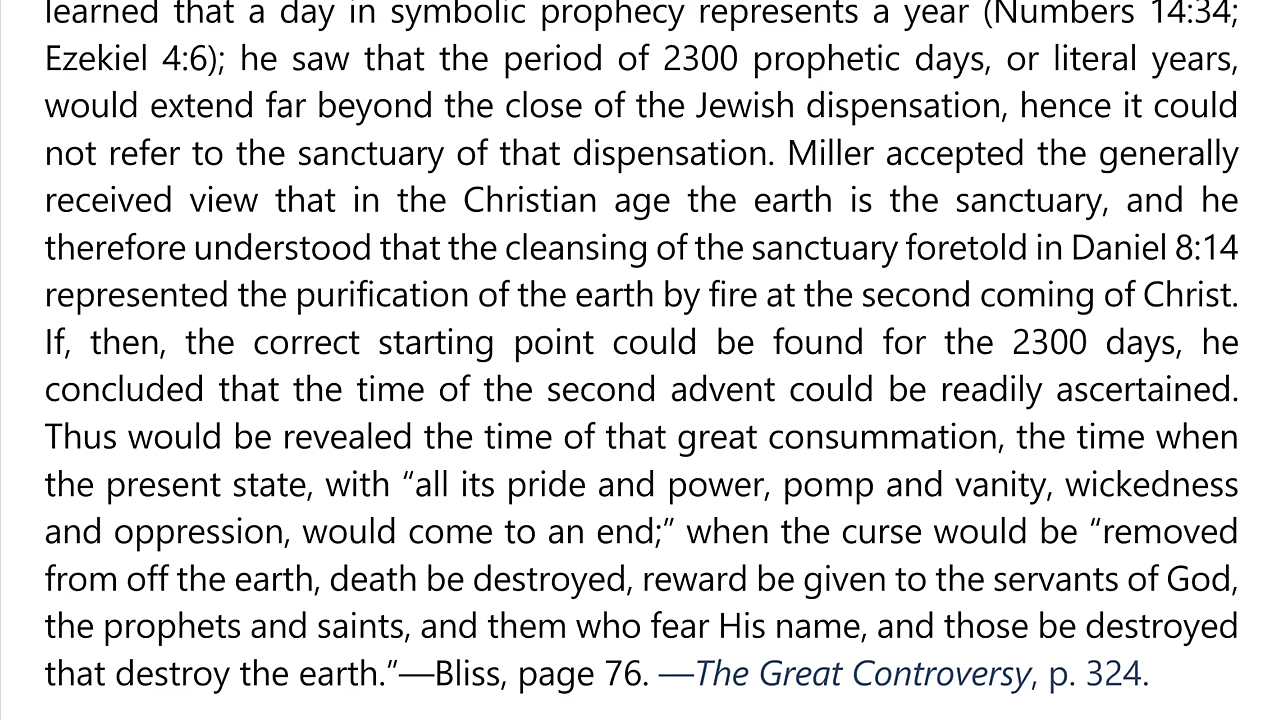 learned that a day in symbolic prophecy represents a year (Numbers 14:34;
Ezekiel 4:6); he saw that the period of 2300 prophetic days, or literal years,
would extend far beyond the close of the Jewish dispensation, hence it could
not refer to the sanctuary of that dispensation. Miller accepted the generally
received view that in the Christian age the earth is the sanctuary, and he
therefore understood that the cleansing of the sanctuary foretold in Daniel 8:14
represented the purification of the earth by fire at the second coming of Christ.
If, then, the correct starting point could be found for the 2300 days, he
concluded that the time of the second advent could be readily ascertained.
Thus would be revealed the time of that great consummation, the time when
the present state, with “all its pride and power, pomp and vanity, wickedness
and oppression, would come to an end;” when the curse would be “removed
from off the earth, death be destroyed, reward be given to the servants of God,
the prophets and saints, and them who fear His name, and those be destroyed
that destroy the earth.”—Bliss, page 76. —The Great Controversy, p. 324.